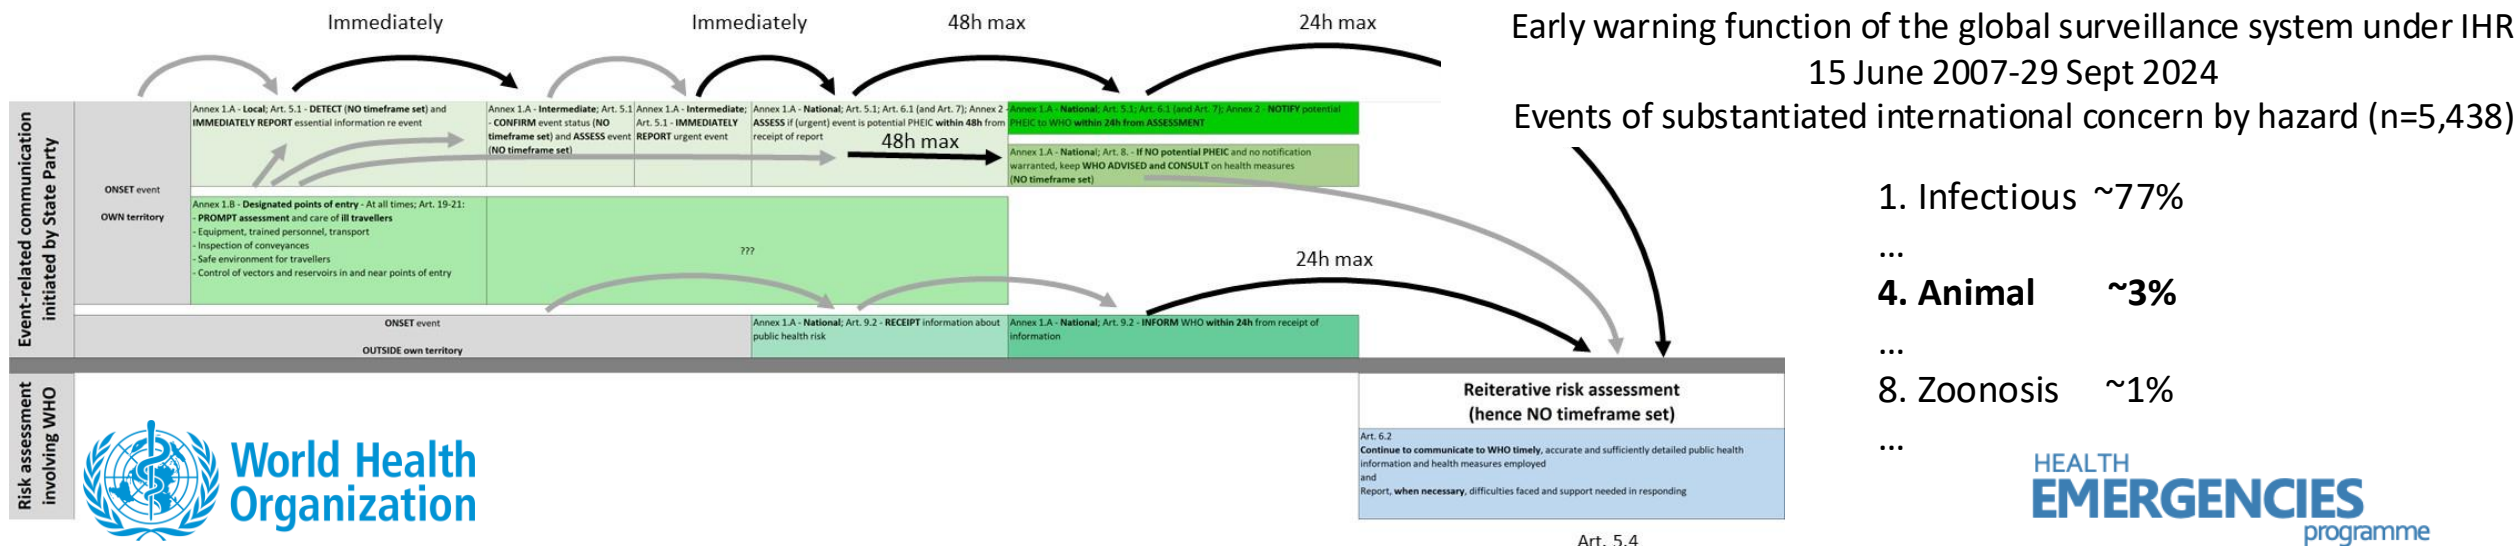 Immediately
Immediately
48h max
24h max
Early warning function of the global surveillance system under IHR
15 June 2007-29 Sept 2024
Events of substantiated international concern by hazard (n=5,438)
1. Infectious ~77%
...
4. Animal ~3%
...
8. Zoonosis ~1%
...
Event-related communication
initiated by State Party
ONSET event
OWN territory
Annex 1.A - Local; Art. 5.1 - DETECT (NO timeframe set) and
IMMEDIATELY REPORT essential information re event
Annex 1.A - Intermediate; Art. 5.1
- CONFIRM event status (NO
timeframe set) and ASSESS event
(NO timeframe set)
Annex 1.A - Intermediate;
Art. 5.1 - IMMEDIATELY
REPORT urgent event
Annex 1.A - National; Art. 5.1; Art. 6.1 (and Art. 7); Annex 2 -
ASSESS if (urgent) event is potential PHEIC within 48h from
receipt of report
48h max
Annex 1.A - National; Art. 5.1; Art. 6.1 (and Art. 7); Annex 2 - NOTIFY potential
PHEIC to WHO within 24h from ASSESSMENT
Annex 1.A - National; Art. 8. - If NO potential PHEIC and no notification
warranted, keep WHO ADVISED and CONSULT on health measures
(NO timeframe set)
Annex 1.B - Designated points of entry - At all times; Art. 19-21:
- PROMPT assessment and care of ill travellers
- Equipment, trained personnel, transport
- Inspection of conveyances
- Safe environment for travellers
- Control of vectors and reservoirs in and near points of entry
???
24h max
ONSET event
OUTSIDE own territory
Annex 1.A - National; Art. 9.2 - RECEIPT information about
public health risk
Annex 1.A - National; Art. 9.2 - INFORM WHO within 24h from receipt of
information
Risk assessment
involving WHO
World Health
Organization
Reiterative risk assessment
(hence NO timeframe set)
Art. 6.2
Continue to communicate to WHO timely, accurate and sufficiently detailed public health
information and health measures employed
and
Report, when necessary, difficulties faced and support needed in responding
Art. 5.4
HEALTH
EMERGENCIES
programme